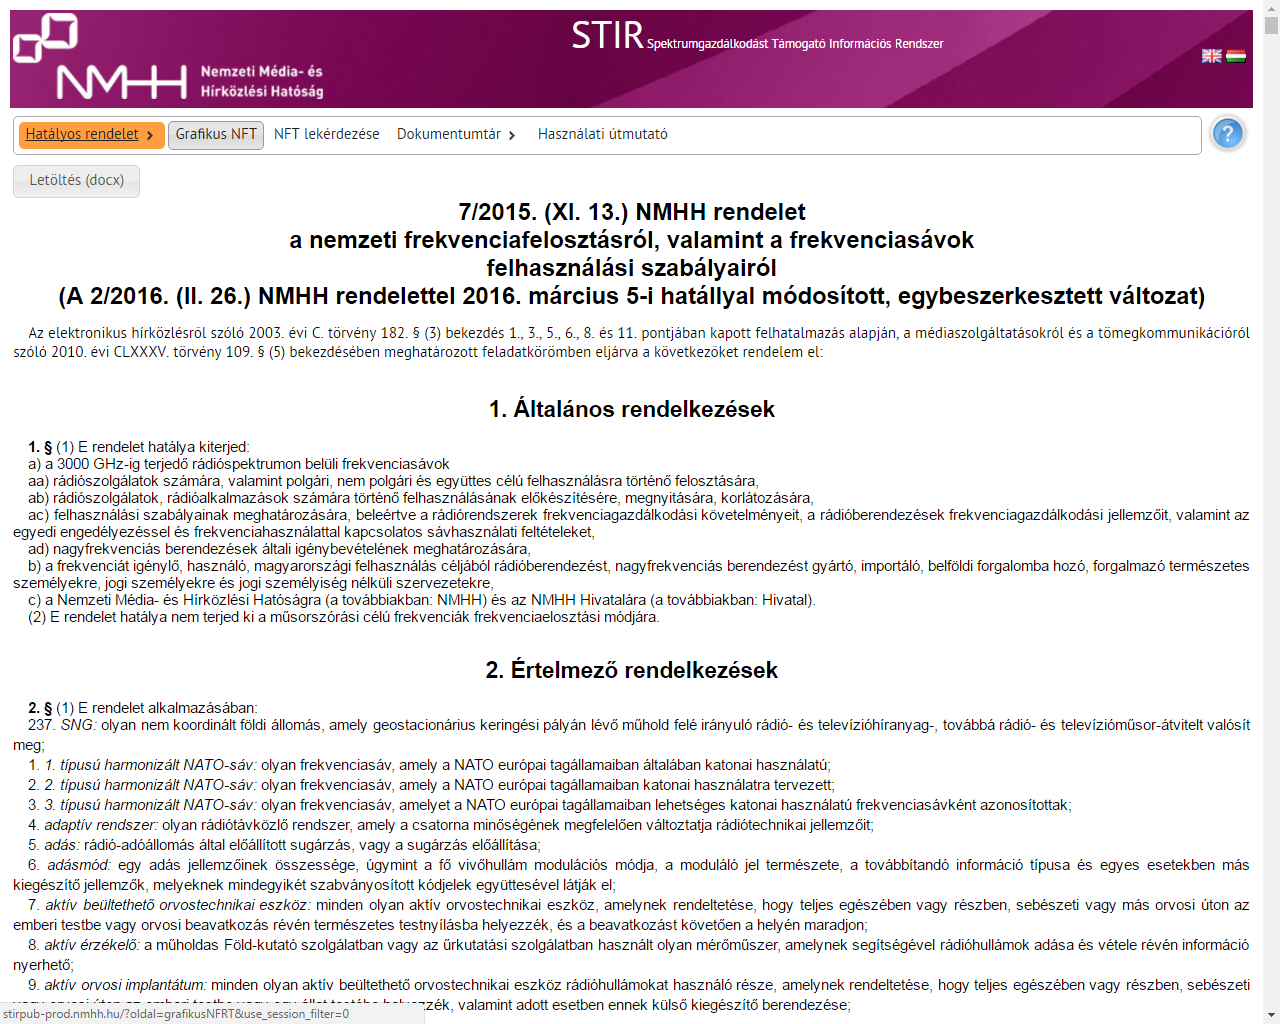 STIR Spektrumgazdálkodást Támogató Információs Rendszer
NMHH Nemzeti Média- és
Hírközlési Hatóság
Hatályos rendelet Grafikus NFT NFT lekérdezése Dokumentumtár Használati útmutató ?
Letöltés (docx)
7/2015. (XI. 13.) NMHH rendelet
a nemzeti frekvenciafelosztásról, valamint a frekvenciasávok
felhasználási szabályairól
(A 2/2016. (II. 26.) NMHH rendelettel 2016. március 5-i hatállyal módosított, egybeszerkesztett változat)
Az elektronikus hírközlésről szóló 2003. évi C. törvény 182. § (3) bekezdés 1., 3., 5., 6., 8. és 11. pontjában kapott felhatalmazás alapján, a médiaszolgáltatásokról és a tömegkommunikációról
szóló 2010. évi CLXXXV. törvény 109. § (5) bekezdésében meghatározott feladatkörömben eljárva a következőket rendelem el:
1. Általános rendelkezések
1. § (1) E rendelet hatálya kiterjed:
a) a 3000 GHz-ig terjedő rádióspektrumon belüli frekvenciasávok
aa) rádiószolgálatok számára, valamint polgári, nem polgári és együttes célú felhasználásra történő felosztására,
ab) rádiószolgálatok, rádióalkalmazások számára történő felhasználásának előkészítésére, megnyitására, korlátozására,
ac) felhasználási szabályainak meghatározására, beleértve a rádiórendszerek frekvenciagazdálkodási követelményeit, a rádióberendezések frekvenciagazdálkodási jellemzőit, valamint az
egyedi engedélyezéssel és frekvenciahasználattal kapcsolatos sávhasználati feltételeket,
ad) nagyfrekvenciás berendezések általi igénybevételének meghatározására,
b) a frekvenciát igénylő, használó, magyarországi felhasználás céljából rádióberendezést, nagyfrekvenciás berendezést gyártó, importáló, belföldi forgalomba hozó, forgalmazó természetes
személyekre, jogi személyekre és jogi személyiség nélküli szervezetekre,
c) a Nemzeti Média- és Hírközlési Hatóságra (a továbbiakban: NMHH) és az NMHH Hivatalára (a továbbiakban: Hivatal).
(2) E rendelet hatálya nem terjed ki a műsorszórási célú frekvenciák frekvenciaelosztási módjára.
2. Értelmező rendelkezések
2. § (1) E rendelet alkalmazásában:
237. SNG: olyan nem koordinált földi állomás, amely geostacionárius keringési pályán lévő műhold felé irányuló rádió- és televízióhíranyag-, továbbá rádió- és televízióműsor-átvitelt valósít
meg;
1. 1. típusú harmonizált NATO-sáv: olyan frekvenciasáv, amely a NATO európai tagállamaiban általában katonai használatú;
2. 2. típusú harmonizált NATO-sáv: olyan frekvenciasáv, amely a NATO európai tagállamaiban katonai használatra tervezett;
3. 3. típusú harmonizált NATO-sáv: olyan frekvenciasáv, amelyet a NATO európai tagállamaiban lehetséges katonai használatú frekvenciasávként azonosítottak;
4. adaptív rendszer: olyan rádiótávközlő rendszer, amely a csatorna minőségének megfelelően változtatja rádiótechnikai jellemzőit;
5. adás: rádió-adóállomás által előállított sugárzás, vagy a sugárzás előállítása;
6. adásmód: egy adás jellemzőinek összessége, úgymint a fő vivőhullám modulációs módja, a moduláló jel természete, a továbbítandó információ típusa és egyes esetekben más
kiegészítő jellemzők, melyeknek mindegyikét szabványosított kódjelek együttesével látják el;
7. aktív beültethető orvostechnikai eszköz: minden olyan aktív orvostechnikai eszköz, amelynek rendeltetése, hogy teljes egészében vagy részben, sebészeti vagy más orvosi úton az
emberi testbe vagy orvosi beavatkozás révén természetes testnyílásba helyezzék, és a beavatkozást követően a helyén maradjon;
8. aktív érzékelő: a műholdas Föld-kutató szolgálatban vagy az űrkutatási szolgálatban használt olyan mérőműszer, amelynek segítségével rádióhullámok adása és vétele révén információ
nyerhető;
9. aktív orvosi implantátum: minden olyan aktív beültethető orvostechnikai eszköz rádióhullámokat használó része, amelynek rendeltetése, hogy teljes egészében vagy részben, sebészeti
valamint adott esetben ennek külső kiegészítő berendezése;
stirpub-prod.nmhh.hu/?oldal=grafikusNFRT&use_session_filter=0